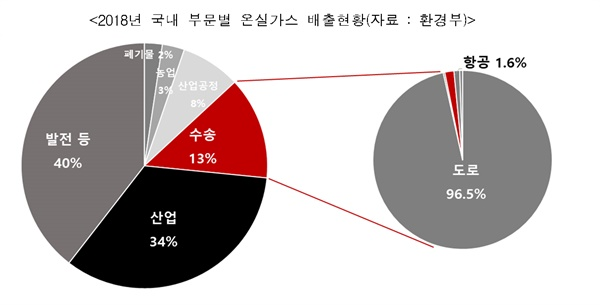 <2018년 국내 부문별 온실가스 배출현황(자료 : 환경부)>
폐기물 2%
농업
3%
산업공정
8%
수송
13%
발전 등
40%
산업
34%
항공 1.6%
도로
96.5%